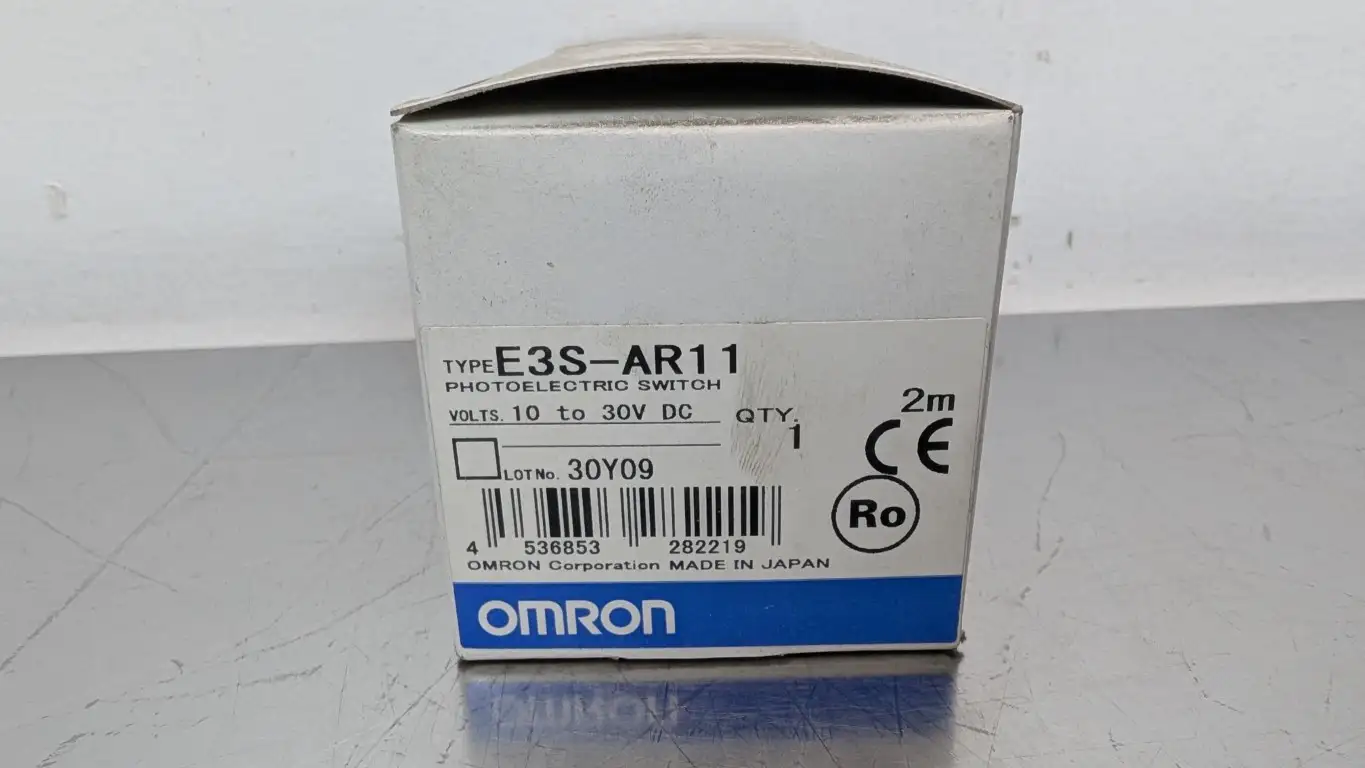 TYPE E3S-AR11
PHOTOELECTRIC SWITCH
VOLTS. 10 to 30V DC QTY. 1
2m
CE
LOT No. 30Y09
Ro
4 536853 282219
OMRON Corporation MADE IN JAPAN
OMRON